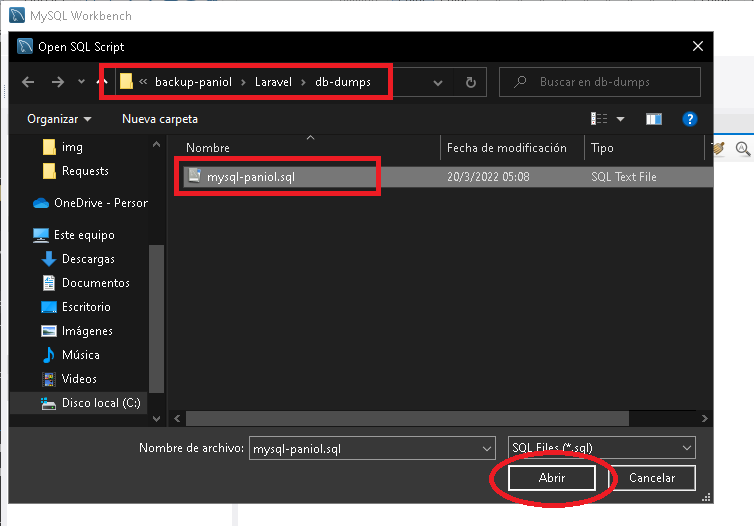 MySQL Workbench
Open SQL Script
« backup-paniol › Laravel › db-dumps
Buscar en db-dumps
Organizar
Nueva carpeta
Nombre
Fecha de modificación
Tipo
img
Requests
OneDrive - Person
Este equipo
Descargas
Documentos
Escritorio
Imágenes
Música
Videos
Disco local (C:)
mysql-paniol.sql
20/3/2022 05:08
SQL Text File
Nombre de archivo:
mysql-paniol.sql
SQL Files (*.sql)
Abrir
Cancelar